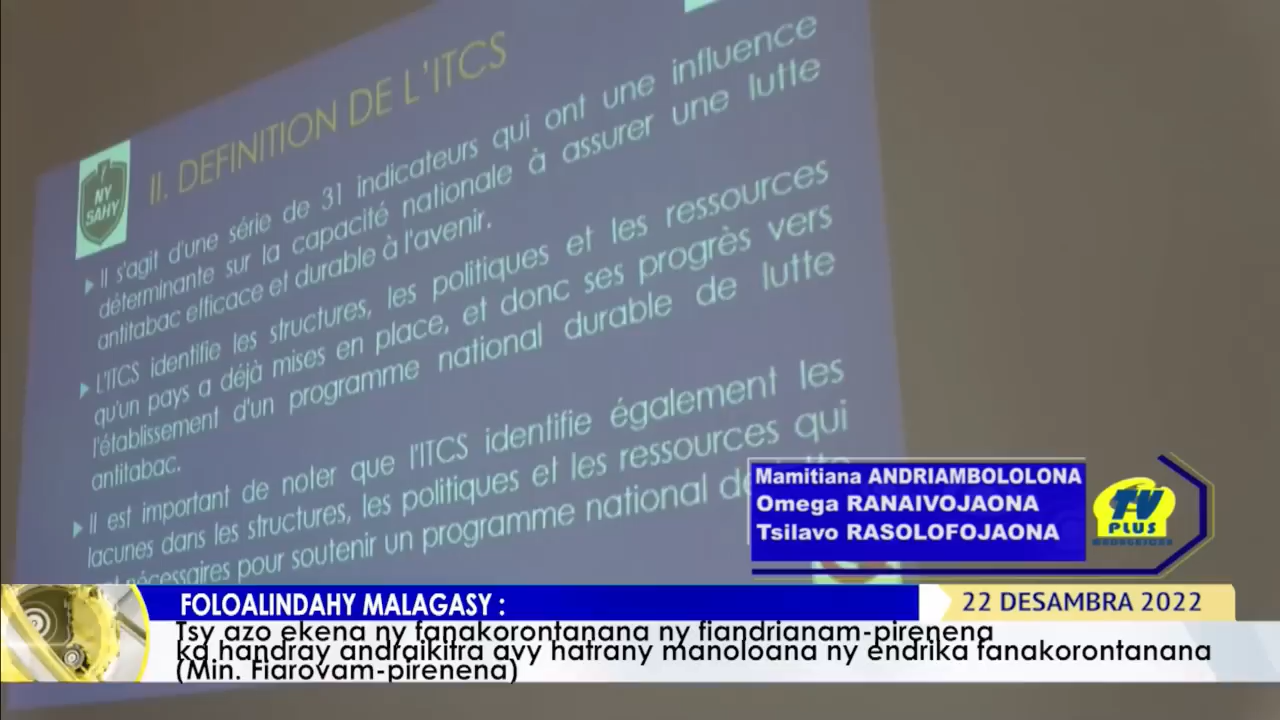 II. DEFINITION DE L'ITCS
NY
SAHY
Il s'agit d'une série de 31 indicateurs qui ont une influence
déterminante sur la capacité nationale à assurer une lutte
antitabac efficace et durable à l'avenir.
L'ITCS identifie les structures, les politiques et les ressources
qu'un pays a déjà mises en place, et donc ses progrès vers
l'établissement d'un programme national durable de lutte
antitabac.
Il est important de noter que l'ITCS identifie également les
lacunes dans les structures, les politiques et les ressources qui
nécessaires pour soutenir un programme national de
Mamitiana ANDRIAMBOLOLONA
Omega RANAIVOJAONA
Tsilavo RASOLOFOJAONA
TV
PLUS
MADAGASCAR
FOLOALINDAHY MALAGASY :
22 DESAMBRA 2022
Tsy azo ekena ny fanakorontanana ny fiandrianam-pirenena
ka handray andraikitra avy hatrany manoloana ny endrika fanakorontanana
(Min. Fiarovam-pirenena)